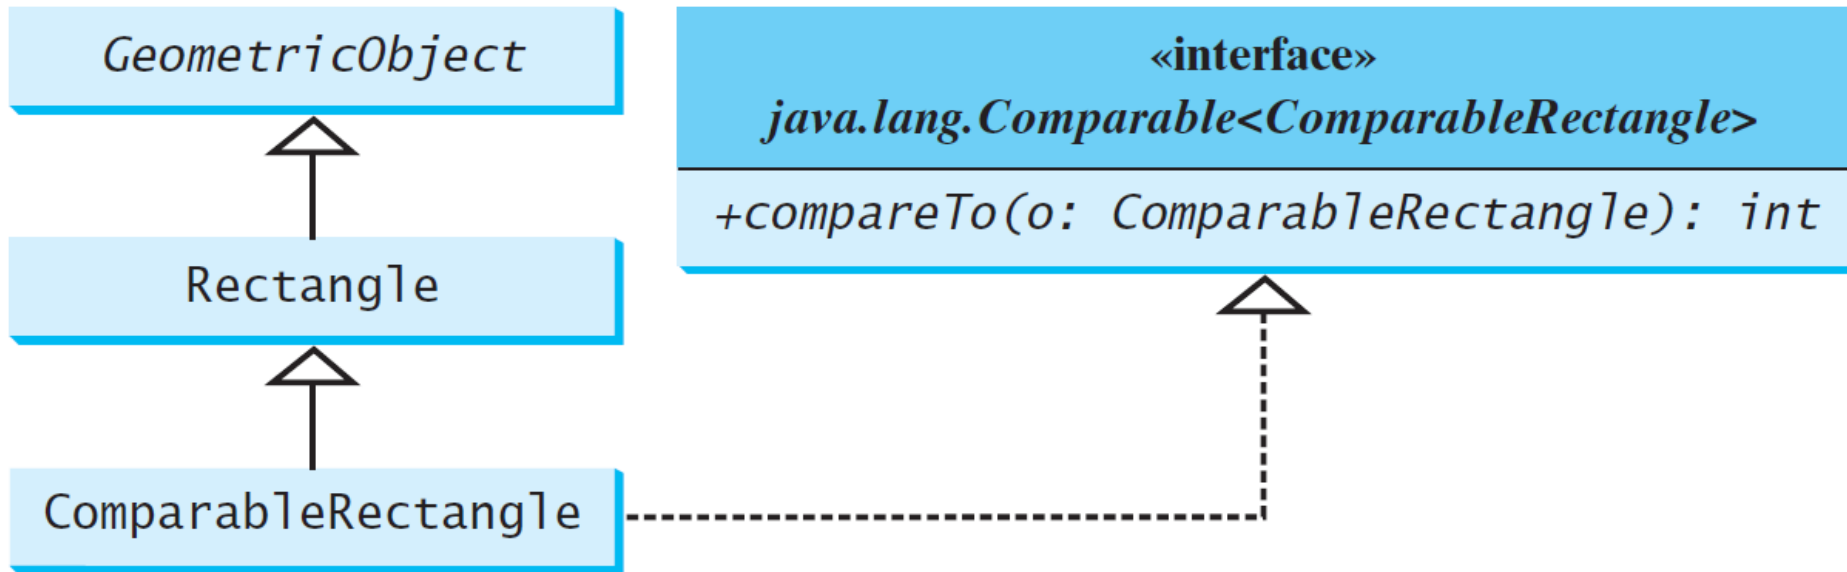 GeometricObject
«interface»
java.lang.Comparable<ComparableRectangle>
+compareTo(o: ComparableRectangle): int
Rectangle
ComparableRectangle